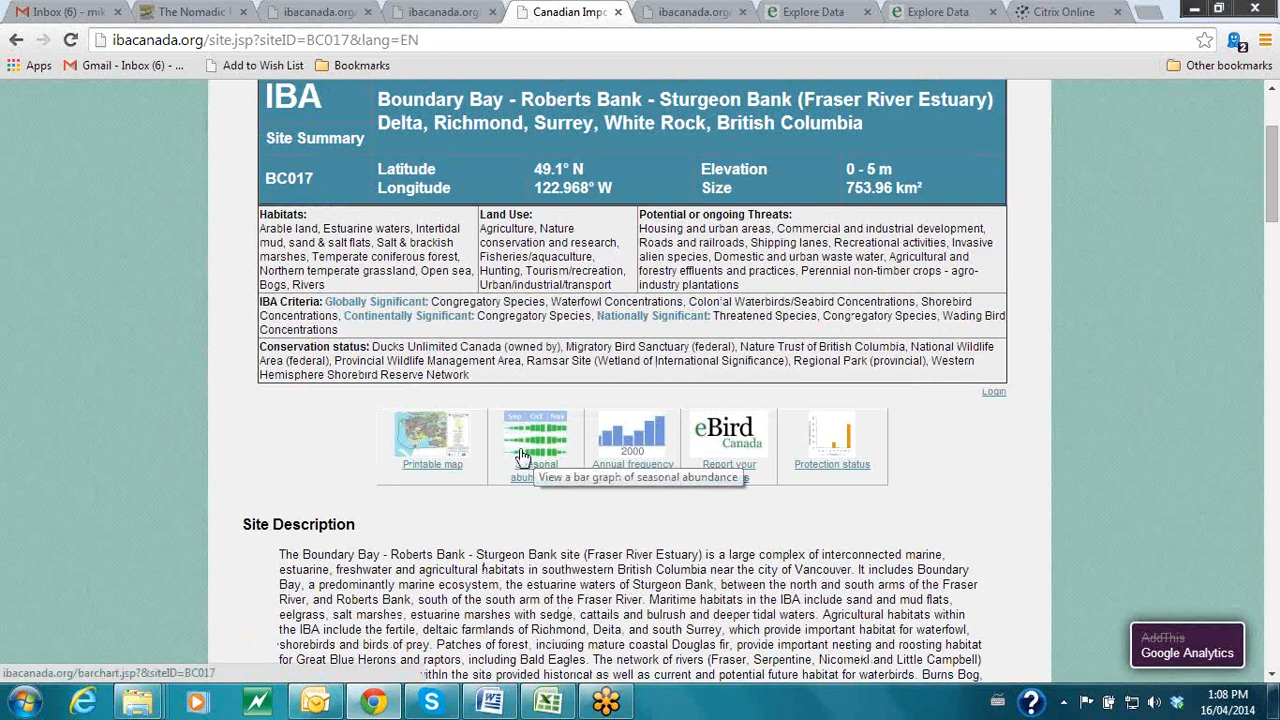 Inbox (6) - mik
The Nomadic
ibacanada.org/
ibacanada.org/
Canadian Impo
ibacanada.org/
Explore Data
Explore Data
Citrix Online
ibacanada.org/site.jsp?siteID=BC017&lang=EN
2
Apps
Gmail - Inbox (6) - ...
Add to Wish List
Bookmarks
Other bookmarks
IBA
Site Summary
BC017
Boundary Bay - Roberts Bank - Sturgeon Bank (Fraser River Estuary)
Delta, Richmond, Surrey, White Rock, British Columbia
Latitude 49.1° N Elevation 0 - 5 m
Longitude 122.968° W Size 753.96 km²
Habitats:
Arable land, Estuarine waters, Intertidal
mud, sand & salt flats, Salt & brackish
marshes, Temperate coniferous forest,
Northern temperate grassland, Open sea,
Bogs, Rivers
Land Use:
Agriculture, Nature
conservation and research,
Fisheries/aquaculture,
Hunting, Tourism/recreation,
Urban/industrial/transport
Potential or ongoing Threats:
Housing and urban areas, Commercial and industrial development,
Roads and railroads, Shipping lanes, Recreational activities, Invasive
alien species, Domestic and urban waste water, Agricultural and
forestry effluents and practices, Perennial non-timber crops - agro-
industry plantations
IBA Criteria: Globally Significant: Congregatory Species, Waterfowl Concentrations, Colonial Waterbirds/Seabird Concentrations, Shorebird
Concentrations, Continentally Significant: Congregatory Species, Nationally Significant: Threatened Species, Congregatory Species, Wading Bird
Concentrations
Conservation status: Ducks Unlimited Canada (owned by), Migratory Bird Sanctuary (federal), Nature Trust of British Columbia, National Wildlife
Area (federal), Provincial Wildlife Management Area, Ramsar Site (Wetland of International Significance), Regional Park (provincial), Western
Hemisphere Shorebird Reserve Network
Login
Sep Oct Nov
2000
eBird
Canada
Printable map
Annual frequency
Report your
Protection status
View a bar graph of seasonal abundance
Site Description
The Boundary Bay - Roberts Bank - Sturgeon Bank site (Fraser River Estuary) is a large complex of interconnected marine,
estuarine, freshwater and agricultural habitats in southwestern British Columbia near the city of Vancouver. It includes Boundary
Bay, a predominantly marine ecosystem, the estuarine waters of Sturgeon Bank, between the north and south arms of the Fraser
River, and Roberts Bank, south of the south arm of the Fraser River. Maritime habitats in the IBA include sand and mud flats,
eelgrass, salt marshes, estuarine marshes with sedge, cattails and bulrush and deeper tidal waters. Agricultural habitats within
the IBA include the fertile, deltaic farmlands of Richmond, Delta, and south Surrey, which provide important habitat for waterfowl,
shorebirds and birds of prey. Patches of forest, including mature coastal Douglas fir, provide important nesting and roosting habitat
for Great Blue Herons and raptors, including Bald Eagles. The network of rivers (Fraser, Serpentine, Nicomekl and Little Campbell)
within the site provided historical as well as current and potential future habitat for waterbirds. Burns Bog,
AddThis
Google Analytics
ibacanada.org/barchart.jsp?&siteID=BC017
1:08 PM
16/04/2014